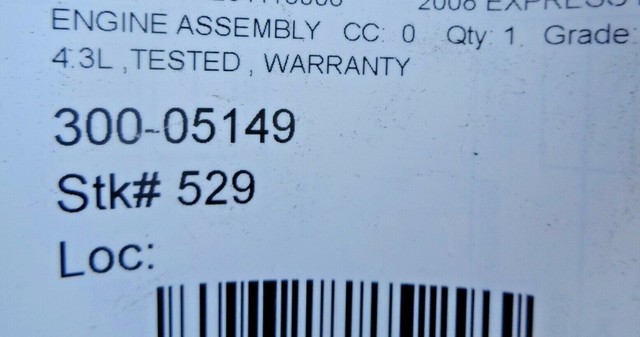 2008 EXPRESS
ENGINE ASSEMBLY CC: 0 Qty: 1 Grade:
4.3L , TESTED , WARRANTY
300-05149
Stk# 529
Loc: